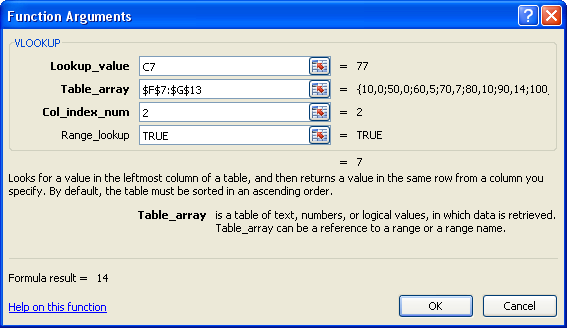 Function Arguments
VLOOKUP
Lookup_value C7 = 77
Table_array $F$7:$G$13 = {10,0;50,0;60,5;70,7;80,10;90,14;100,
Col_index_num 2 = 2
Range_lookup TRUE = TRUE
= 7
Looks for a value in the leftmost column of a table, and then returns a value in the same row from a column you
specify. By default, the table must be sorted in an ascending order.
Table_array is a table of text, numbers, or logical values, in which data is retrieved.
Table_array can be a reference to a range or a range name.
Formula result = 14
Help on this function OK Cancel